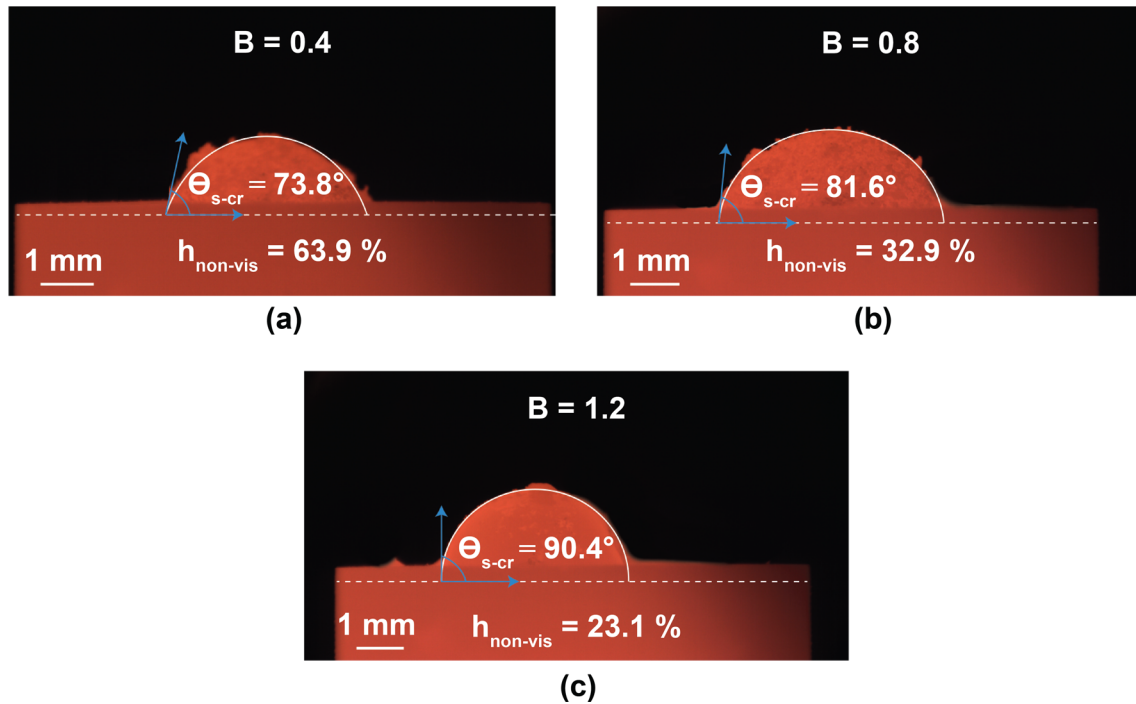 B = 0.4
ϴs-cr = 73.8°
hnon-vis = 63.9 %
1 mm
(a)
B = 0.8
ϴs-cr = 81.6°
hnon-vis = 32.9 %
1 mm
(b)
B = 1.2
ϴs-cr = 90.4°
hnon-vis = 23.1 %
1 mm
(c)